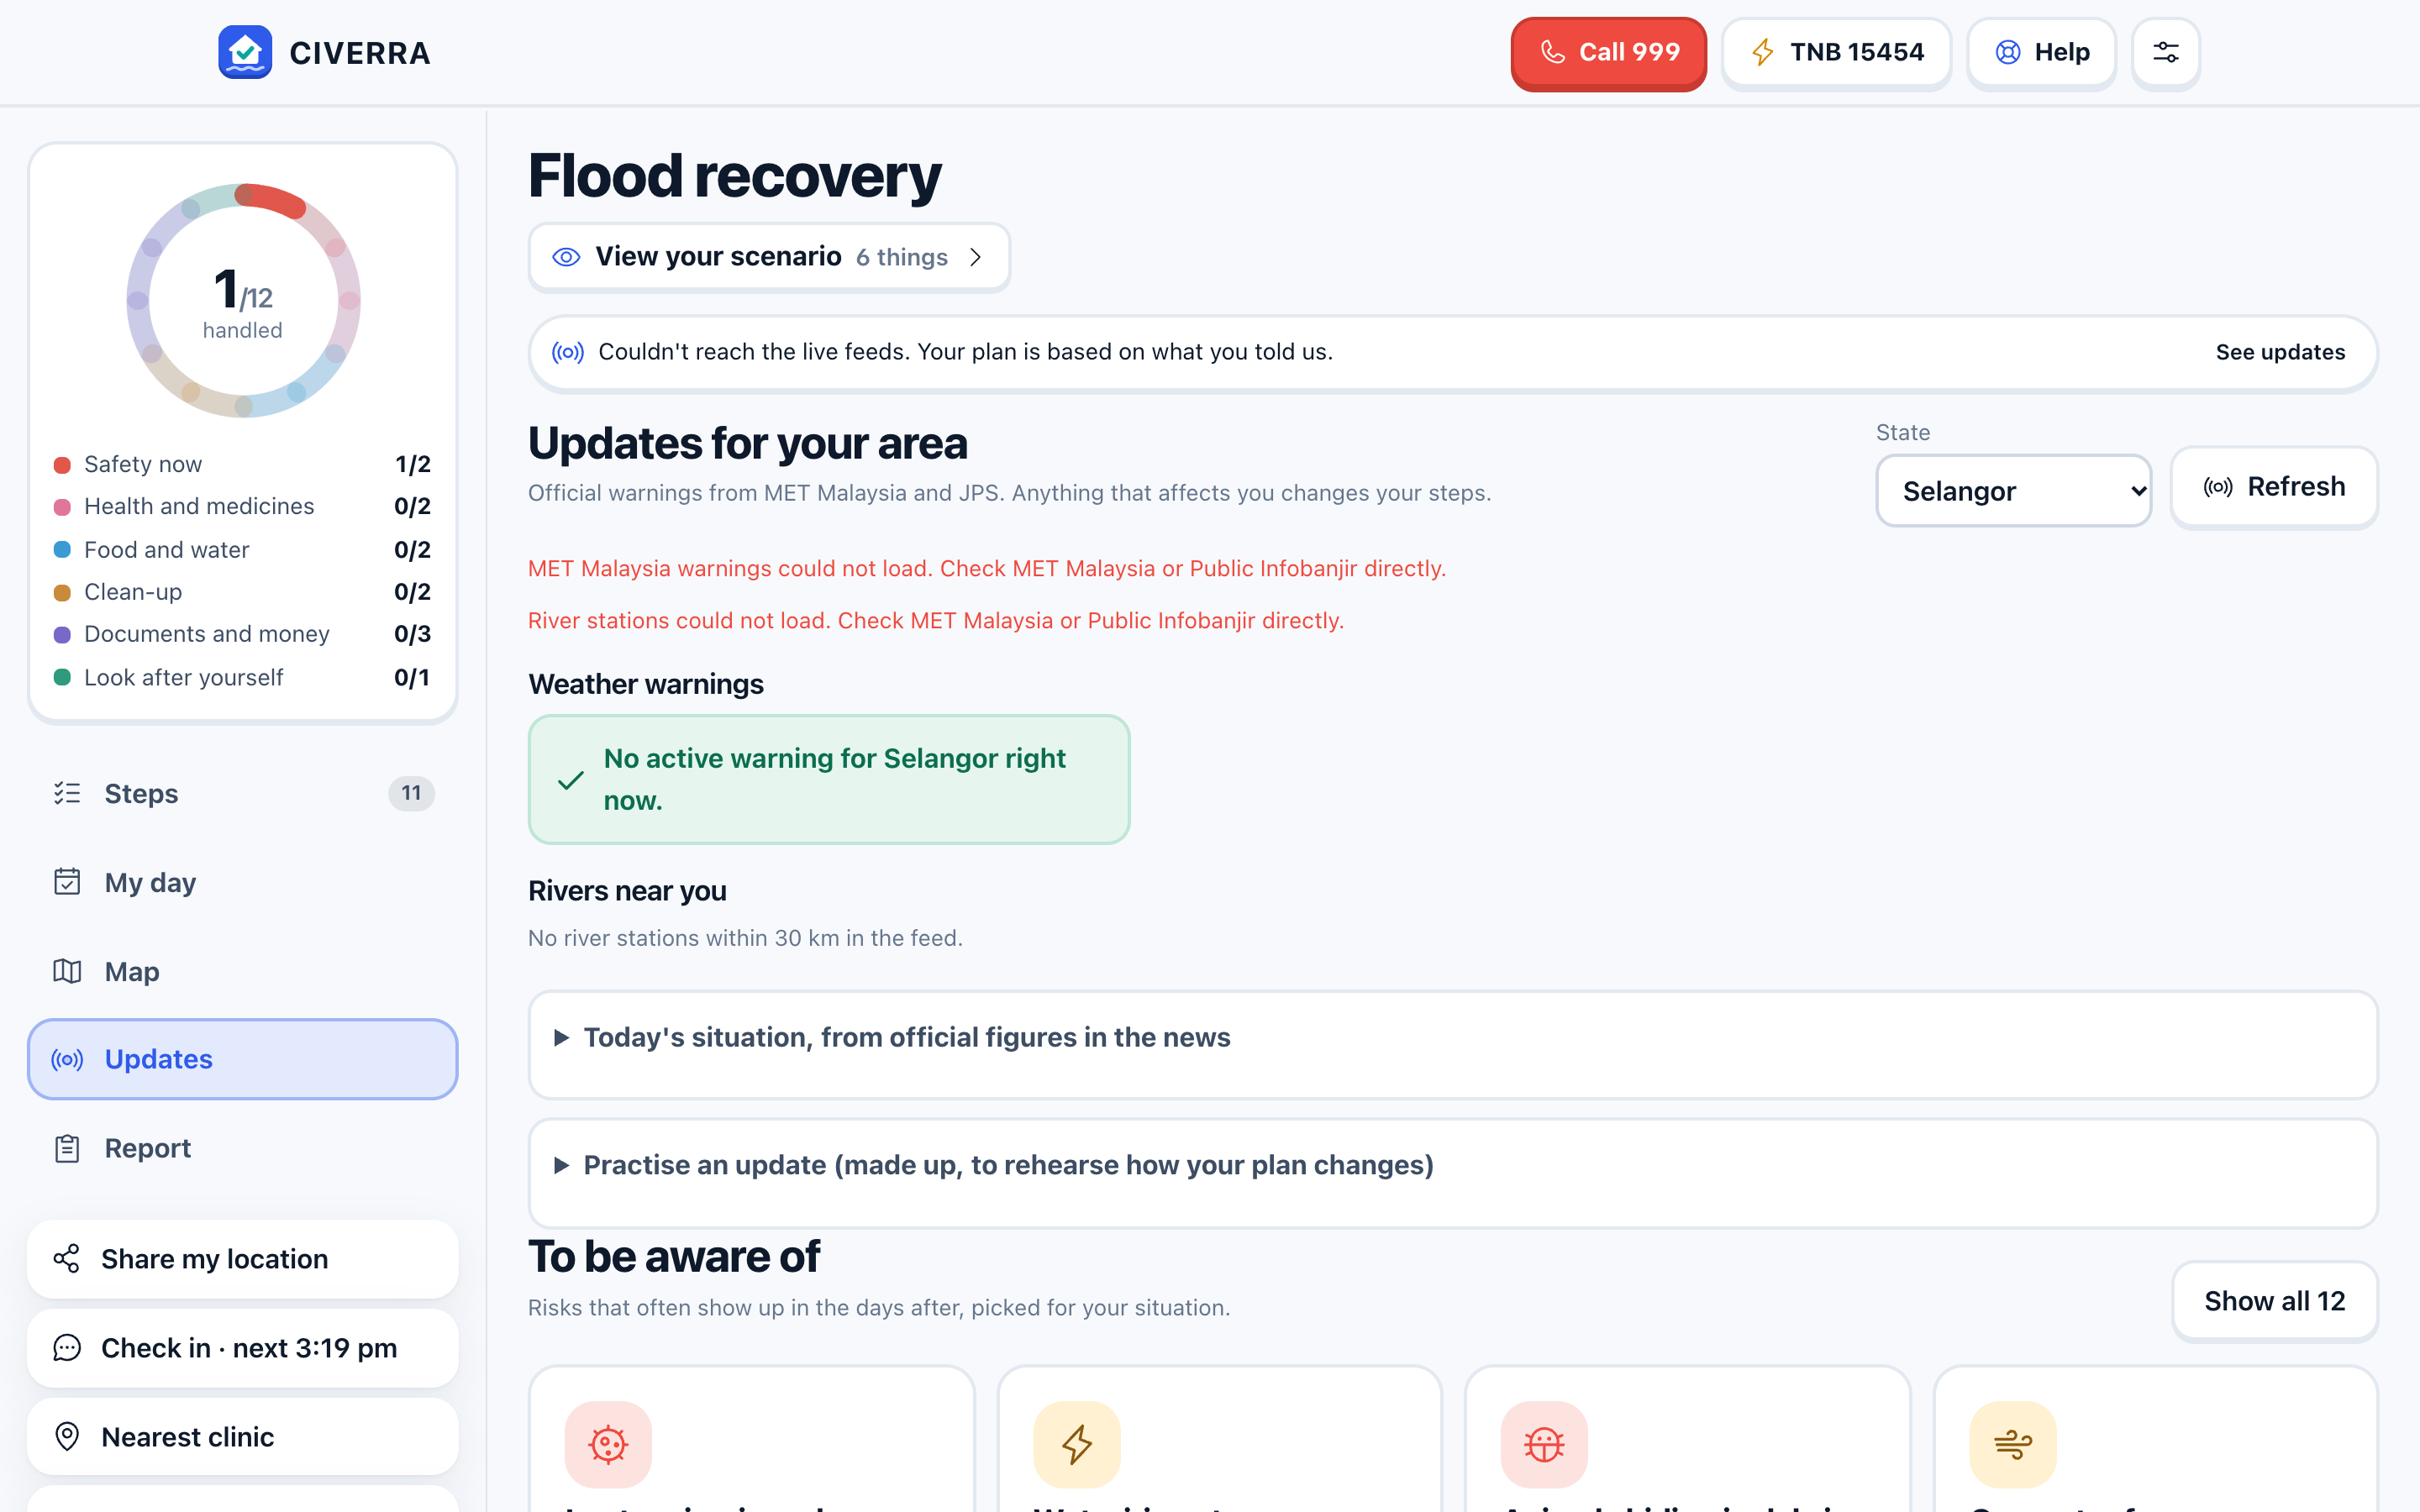 CIVERRA
Call 999
TNB 15454
Help
1/12
handled
Safety now 1/2
Health and medicines 0/2
Food and water 0/2
Clean-up 0/2
Documents and money 0/3
Look after yourself 0/1
Steps 11
My day
Map
Updates
Report
Share my location
Check in · next 3:19 pm
Nearest clinic
Flood recovery
View your scenario 6 things
Couldn't reach the live feeds. Your plan is based on what you told us. See updates
Updates for your area
Official warnings from MET Malaysia and JPS. Anything that affects you changes your steps.
State
Selangor
Refresh
MET Malaysia warnings could not load. Check MET Malaysia or Public Infobanjir directly.
River stations could not load. Check MET Malaysia or Public Infobanjir directly.
Weather warnings
No active warning for Selangor right
now.
Rivers near you
No river stations within 30 km in the feed.
Today's situation, from official figures in the news
Practise an update (made up, to rehearse how your plan changes)
To be aware of
Risks that often show up in the days after, picked for your situation.
Show all 12